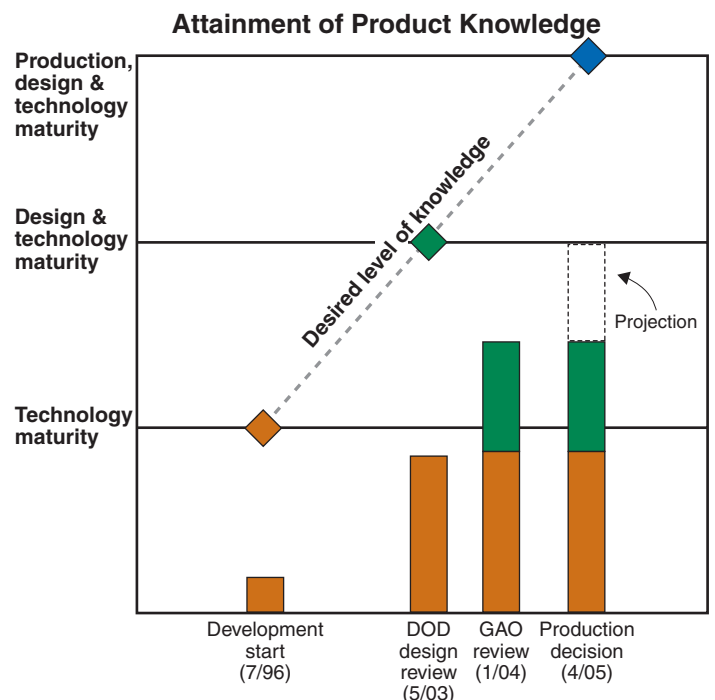 Attainment of Product Knowledge
Production,
design &
technology
maturity
Design &
technology
maturity
Technology
maturity
Desired level of knowledge
Projection
Development
start
(7/96)
DOD
design
review
(5/03)
GAO
review
(1/04)
Production
decision
(4/05)